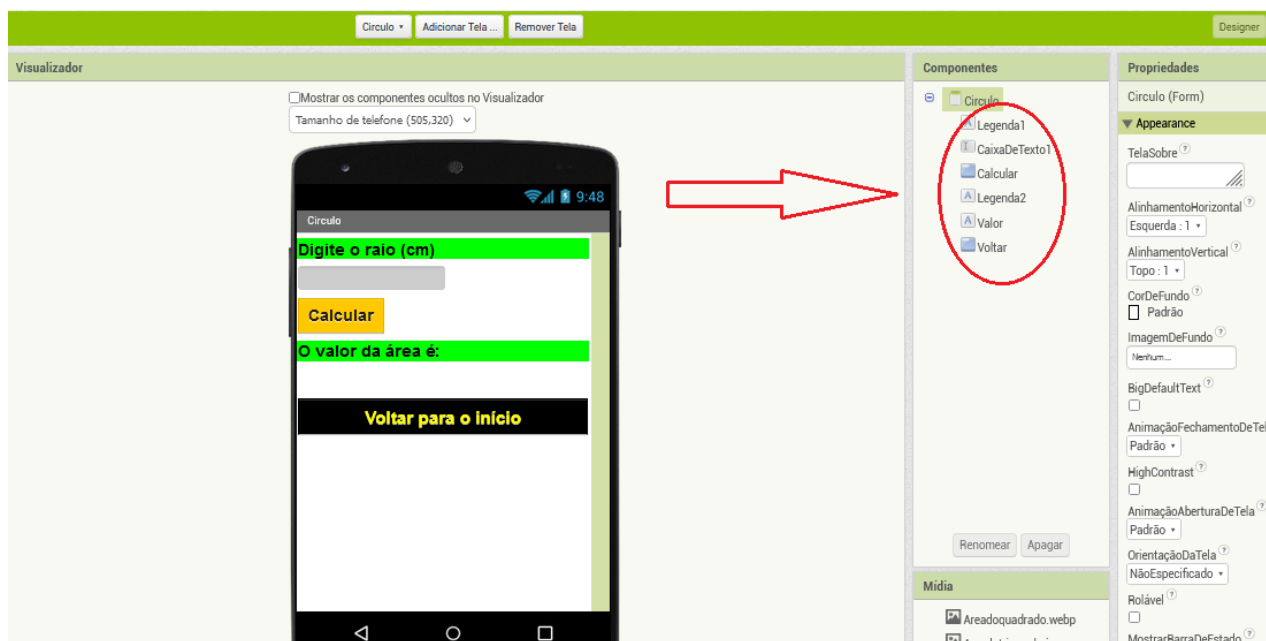 Circulo
Adicionar Tela ...
Remover Tela
Designer
Visualizador
Mostrar os componentes ocultos no Visualizador
Tamanho de telefone (505,320)
9:48
Circulo
Digite o raio (cm)
Calcular
O valor da área é:
Voltar para o início
Componentes
Circulo
Legenda1
CaixaDeTexto1
Calcular
Legenda2
Valor
Voltar
Renomear
Apagar
Mídia
Areadoquadrado.webp
Propriedades
Circulo (Form)
Appearance
TelaSobre ?
AlinhamentoHorizontal ?
Esquerda : 1
AlinhamentoVertical ?
Topo : 1
CorDeFundo ?
Padrão
ImagemDeFundo ?
Nenhum...
BigDefaultText ?
AnimaçãoFechamentoDeTel
Padrão
HighContrast ?
AnimaçãoAberturaDeTela ?
Padrão
OrientaçãoDaTela ?
NãoEspecificado
Rolável ?
MostrarBarraDeEstado ?